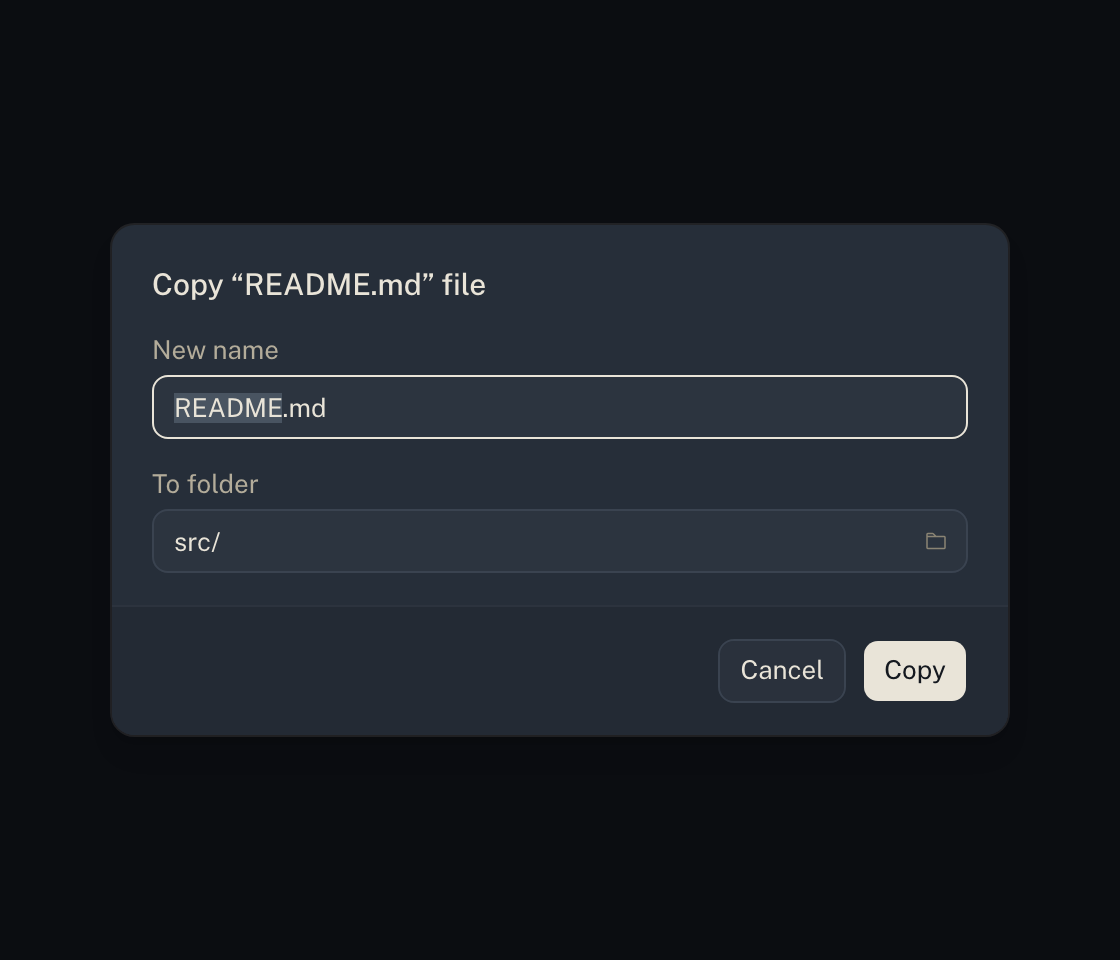 Copy “README.md” file
New name
README.md
To folder
src/
Cancel
Copy